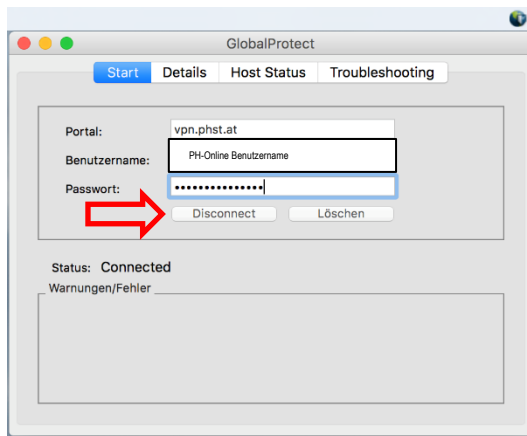 GlobalProtect
Start Details Host Status Troubleshooting
Portal: vpn.phst.at
Benutzername: PH-Online Benutzername
Passwort: •••••••••••••••
Disconnect Löschen
Status: Connected
Warnungen/Fehler